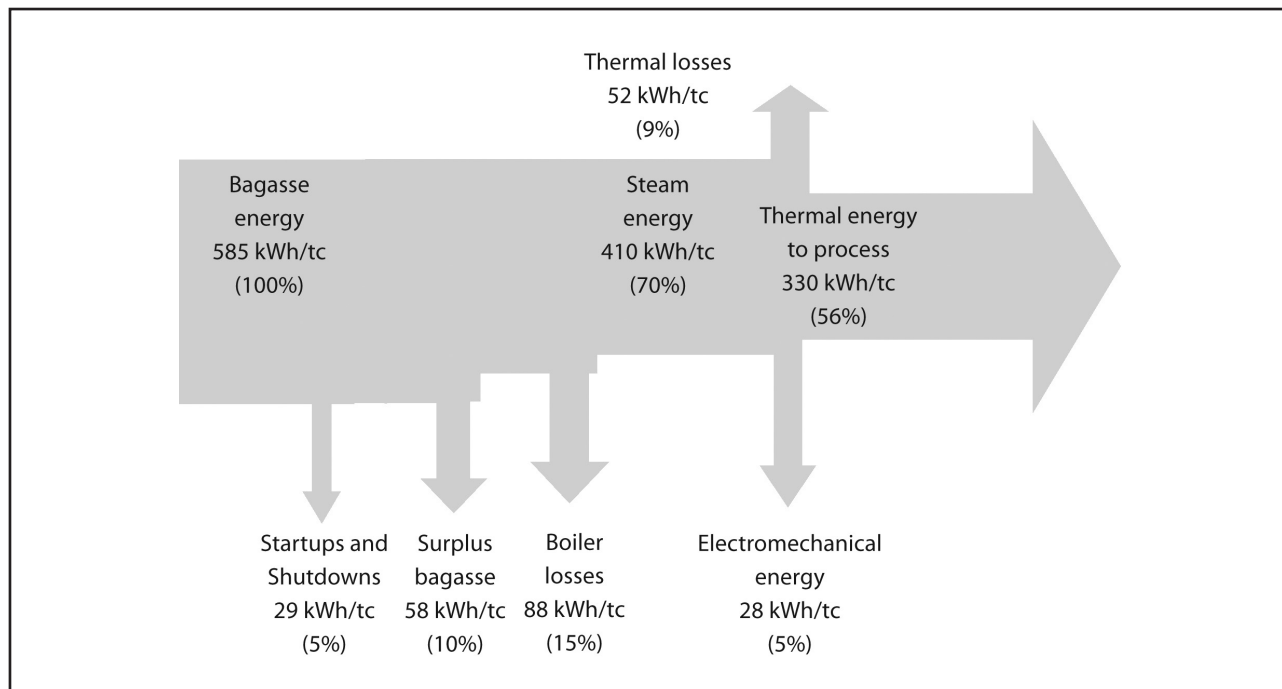 Thermal losses
52 kWh/tc
(9%)
Bagasse
energy
585 kWh/tc
(100%)
Steam
energy
410 kWh/tc
(70%)
Thermal energy
to process
330 kWh/tc
(56%)
Startups and
Shutdowns
29 kWh/tc
(5%)
Surplus
bagasse
58 kWh/tc
(10%)
Boiler
losses
88 kWh/tc
(15%)
Electromechanical
energy
28 kWh/tc
(5%)